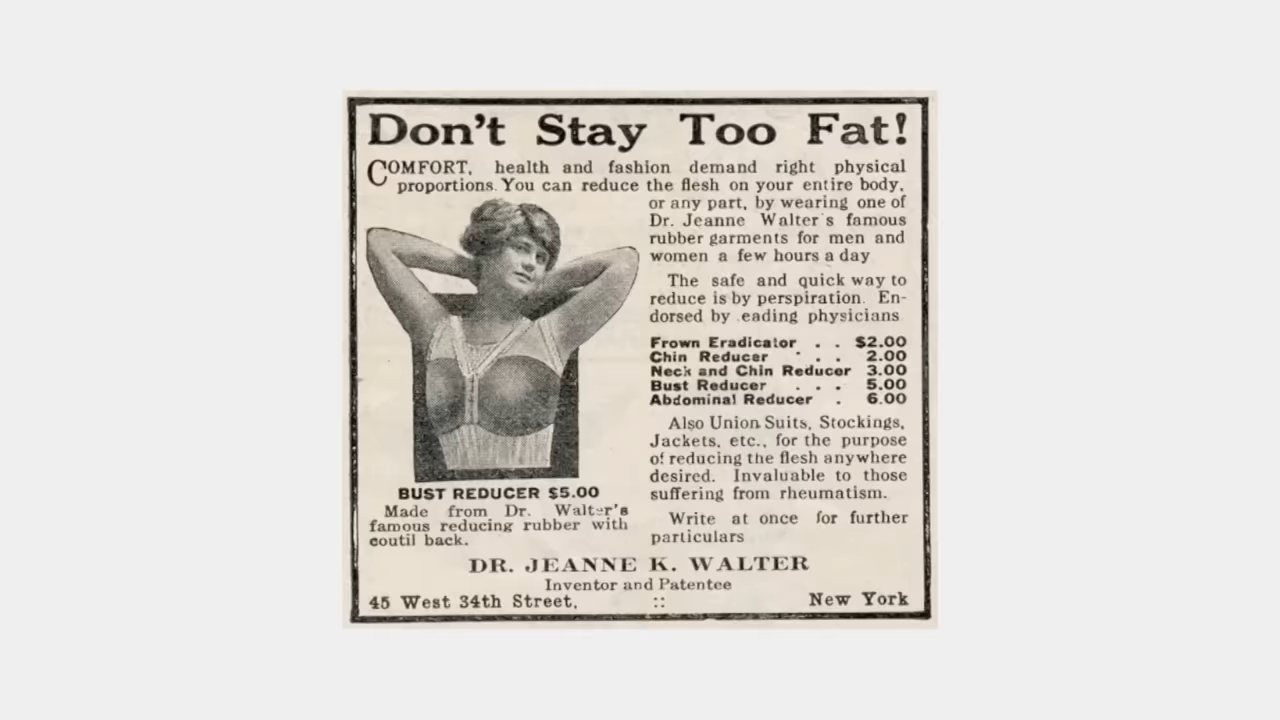 Don't Stay Too Fat!
COMFORT, health and fashion demand right physical
proportions. You can reduce the flesh on your entire body,
or any part, by wearing one of
Dr. Jeanne Walter's famous
rubber garments for men and
women a few hours a day
The safe and quick way to
reduce is by perspiration. En-
dorsed by eading physicians
Frown Eradicator . . $2.00
Chin Reducer . . . 2.00
Neck and Chin Reducer 3.00
Bust Reducer . . . 5.00
Abdominal Reducer . 6.00
Also Union Suits, Stockings,
Jackets, etc., for the purpose
of reducing the flesh anywhere
desired. Invaluable to those
suffering from rheumatism.
Write at once for further
particulars
BUST REDUCER $5.00
Made from Dr. Walter's
famous reducing rubber with
coutil back.
DR. JEANNE K. WALTER
Inventor and Patentee
45 West 34th Street, :: New York